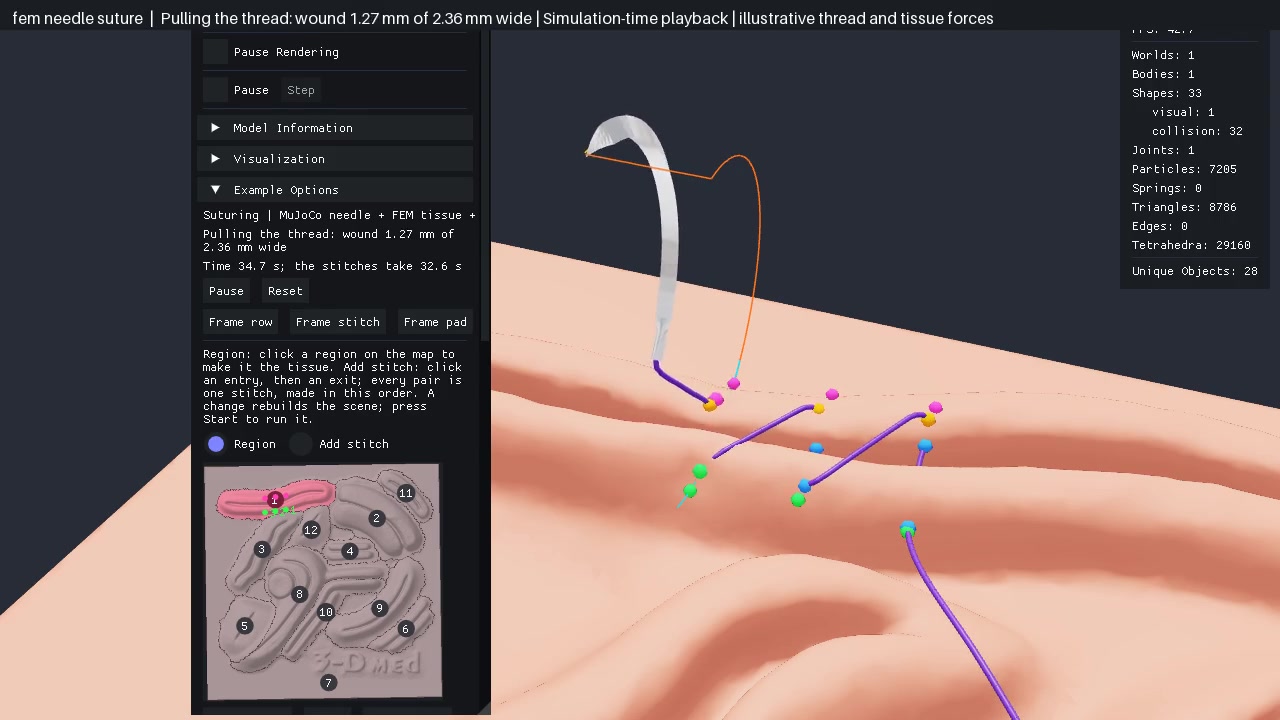 fem needle suture | Pulling the thread: wound 1.27 mm of 2.36 mm wide | Simulation-time playback | illustrative thread and tissue forces
Pause Rendering
Pause Step
Model Information
Visualization
Example Options
Suturing | MuJoCo needle + FEM tissue +
Pulling the thread: wound 1.27 mm of
2.36 mm wide
Time 34.7 s; the stitches take 32.6 s
Pause Reset
Frame row Frame stitch Frame pad
Region: click a region on the map to
make it the tissue. Add stitch: click
an entry, then an exit; every pair is
one stitch, made in this order. A
change rebuilds the scene; press
Start to run it.
Region Add stitch
1
11
2
12
3
4
8
9
10
5
6
3-Dmed
7
Worlds: 1
Bodies: 1
Shapes: 33
visual: 1
collision: 32
Joints: 1
Particles: 7205
Springs: 0
Triangles: 8786
Edges: 0
Tetrahedra: 29160
Unique Objects: 28